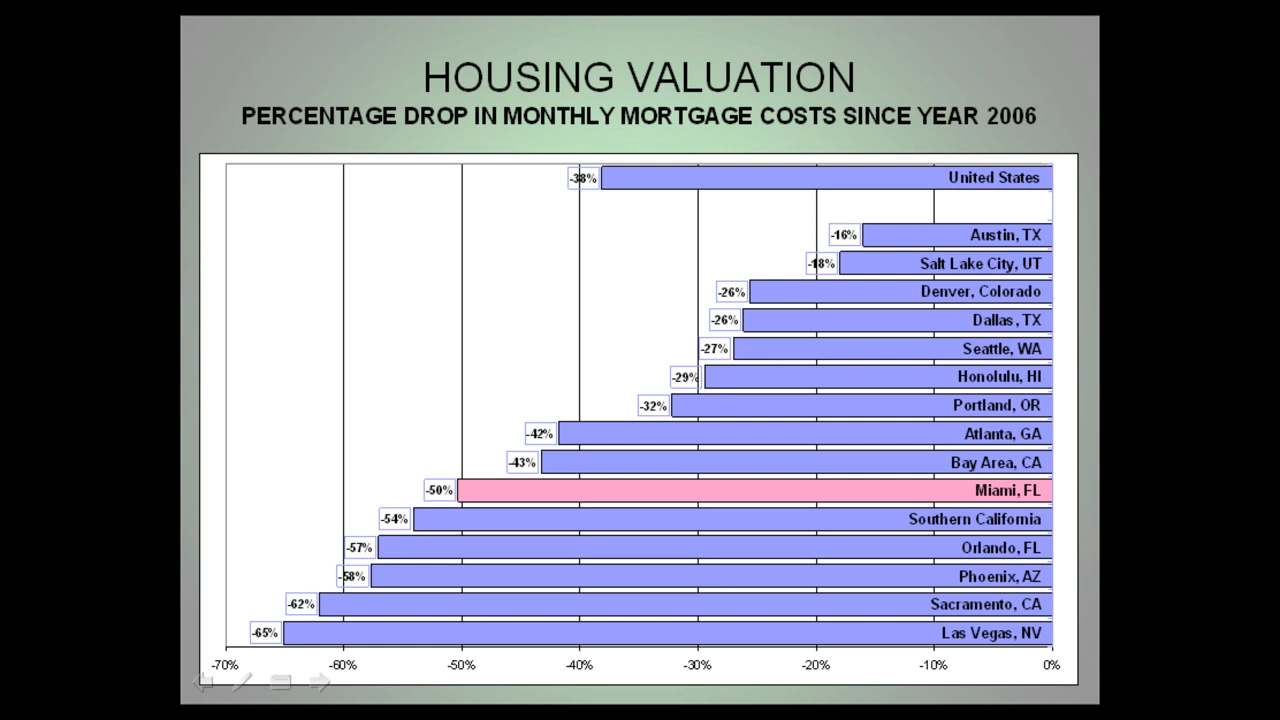 HOUSING VALUATION
PERCENTAGE DROP IN MONTHLY MORTGAGE COSTS SINCE YEAR 2006
-38% United States
-16% Austin, TX
-18% Salt Lake City, UT
-26% Denver, Colorado
-26% Dallas, TX
-27% Seattle, WA
-29% Honolulu, HI
-32% Portland, OR
-42% Atlanta, GA
-43% Bay Area, CA
-50% Miami, FL
-54% Southern California
-57% Orlando, FL
-58% Phoenix, AZ
-62% Sacramento, CA
-65% Las Vegas, NV
-70% -60% -50% -40% -30% -20% -10% 0%